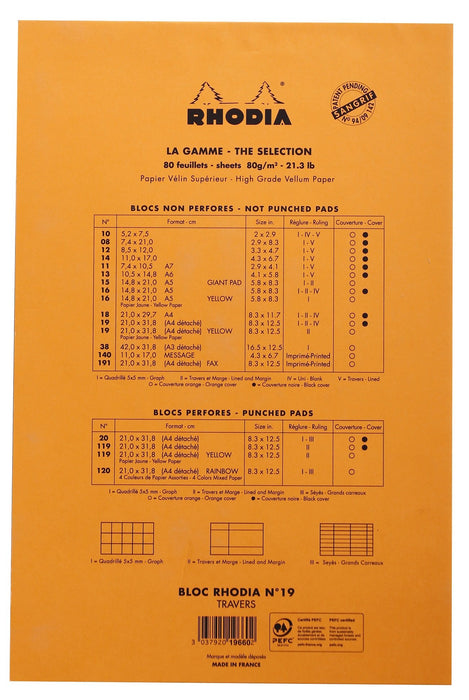 RHODIA
PATENT PENDING
SANGRIF
N° 94/09 142
LA GAMME - THE SELECTION
80 feuillets - sheets 80g/m² - 21.3 lb
Papier Vélin Supérieur - High Grade Vellum Paper
BLOCS NON PERFORES - NOT PUNCHED PADS
N° Format - cm Size in. Réglure - Ruling Couverture - Cover
10 5,2 x 7,5 2 x 2.9 I - IV - V O ●
08 7,4 x 21,0 2.9 x 8.3 I - V O ●
12 8,5 x 12,0 3.3 x 4.7 I - V O ●
14 11,0 x 17,0 4.3 x 6.7 I - V O ●
11 7,4 x 10,5 A7 2.9 x 4.1 I - V O ●
13 10,5 x 14,8 A6 4.1 x 5.8 I - V O ●
15 14,8 x 21,0 A5 GIANT PAD 5.8 x 8.3 I - II O
16 14,8 x 21,0 A5 5.8 x 8.3 I - II - IV O ●
16 14,8 x 21,0 A5 YELLOW 5.8 x 8.3 I O
Papier Jaune - Yellow Paper
18 21,0 x 29,7 A4 8.3 x 11.7 I - II - IV O ●
19 21,0 x 31,8 (A4 détaché) 8.3 x 12.5 I - II - IV O ●
19 21,0 x 31,8 (A4 détaché) YELLOW 8.3 x 12.5 II O
Papier Jaune - Yellow Paper
38 42,0 x 31,8 (A3 détaché) 16.5 x 12.5 I O
140 11,0 x 17,0 MESSAGE 4.3 x 6.7 Imprimé-Printed O
191 21,0 x 31,8 (A4 détaché) FAX 8.3 x 12.5 Imprimé-Printed O
I = Quadrillé 5x5 mm - Graph II = Travers et Marge - Lined and Margin IV = Uni - Blank V = Travers - Lined
O = Couverture orange - Orange cover ● = Couverture noire - Black cover
BLOCS PERFORES - PUNCHED PADS
N° Format - cm Size in. Réglure - Ruling Couverture - Cover
20 21,0 x 31,8 (A4 détaché) 8.3 x 12.5 I - III O ●
119 21,0 x 31,8 (A4 détaché) 8.3 x 12.5 II O ●
119 21,0 x 31,8 (A4 détaché) YELLOW 8.3 x 12.5 II O
Papier Jaune - Yellow Paper
120 21,0 x 31,8 (A4 détaché) RAINBOW 8.3 x 12.5 I - III O
4 Couleurs de Papier Assorties - 4 Colors Mixed Paper
I = Quadrillé 5x5 mm - Graph II = Travers et Marge - Lined and Margin III = Séyès - Grands carreaux
O = Couverture orange - Orange cover ● = Couverture noire - Black cover
I = Quadrillé 5x5 mm - Graph II = Travers et Marge - Lined and Margin III = Séyès - Grands Carreaux
BLOC RHODIA N°19
TRAVERS
3 037920 196602
Marque et modèle déposés
MADE IN FRANCE
PEFC
Certifié PEFC
pefc-france.org
PEFC certified
pefc.org